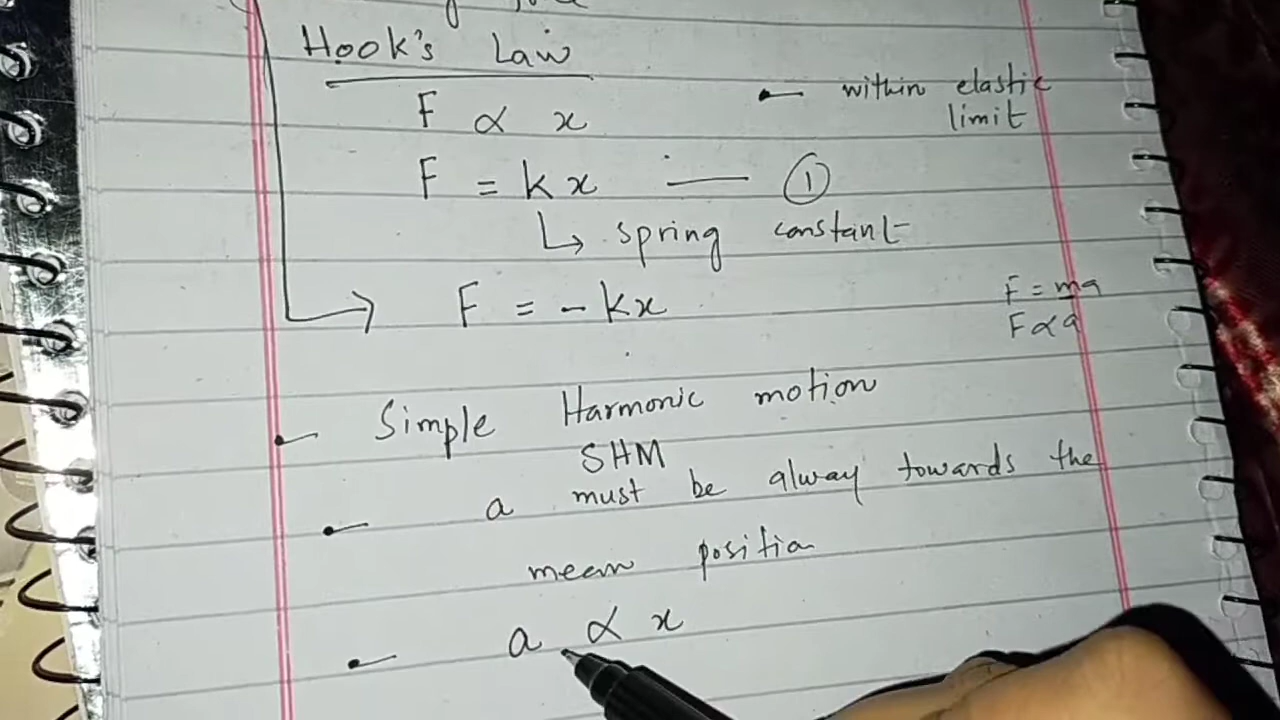 Hook's Law
F ∝ x
within elastic
limit
F = kx — ①
↳ spring constant
F = -kx
F = ma
F ∝ a
Simple Harmonic motion
SHM
a must be alway towards the
mean position
a ∝ x